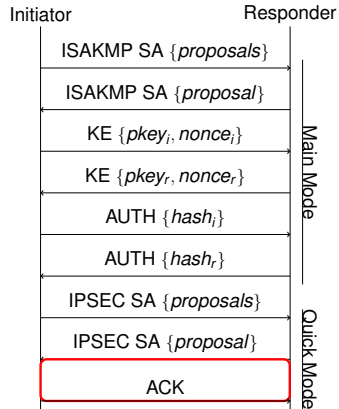 Initiator Responder
ISAKMP SA {proposals}
ISAKMP SA {proposal}
KE {pkeyᵢ, nonceᵢ}
KE {pkeyᵣ, nonceᵣ}
AUTH {hashᵢ}
AUTH {hashᵣ}
IPSEC SA {proposals}
IPSEC SA {proposal}
ACK
Main Mode
Quick Mode